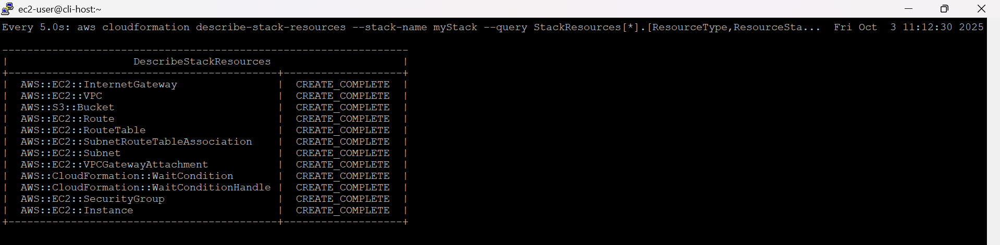 ec2-user@cli-host:~
Every 5.0s: aws cloudformation describe-stack-resources --stack-name myStack --query StackResources[*].[ResourceType,ResourceSta... Fri Oct 3 11:12:30 2025
-----------------------------------------------------------------
| DescribeStackResources |
+-------------------------------------------+-------------------+
| AWS::EC2::InternetGateway | CREATE_COMPLETE |
| AWS::EC2::VPC | CREATE_COMPLETE |
| AWS::S3::Bucket | CREATE_COMPLETE |
| AWS::EC2::Route | CREATE_COMPLETE |
| AWS::EC2::RouteTable | CREATE_COMPLETE |
| AWS::EC2::SubnetRouteTableAssociation | CREATE_COMPLETE |
| AWS::EC2::Subnet | CREATE_COMPLETE |
| AWS::EC2::VPCGatewayAttachment | CREATE_COMPLETE |
| AWS::CloudFormation::WaitCondition | CREATE_COMPLETE |
| AWS::CloudFormation::WaitConditionHandle | CREATE_COMPLETE |
| AWS::EC2::SecurityGroup | CREATE_COMPLETE |
| AWS::EC2::Instance | CREATE_COMPLETE |
+-------------------------------------------+-------------------+